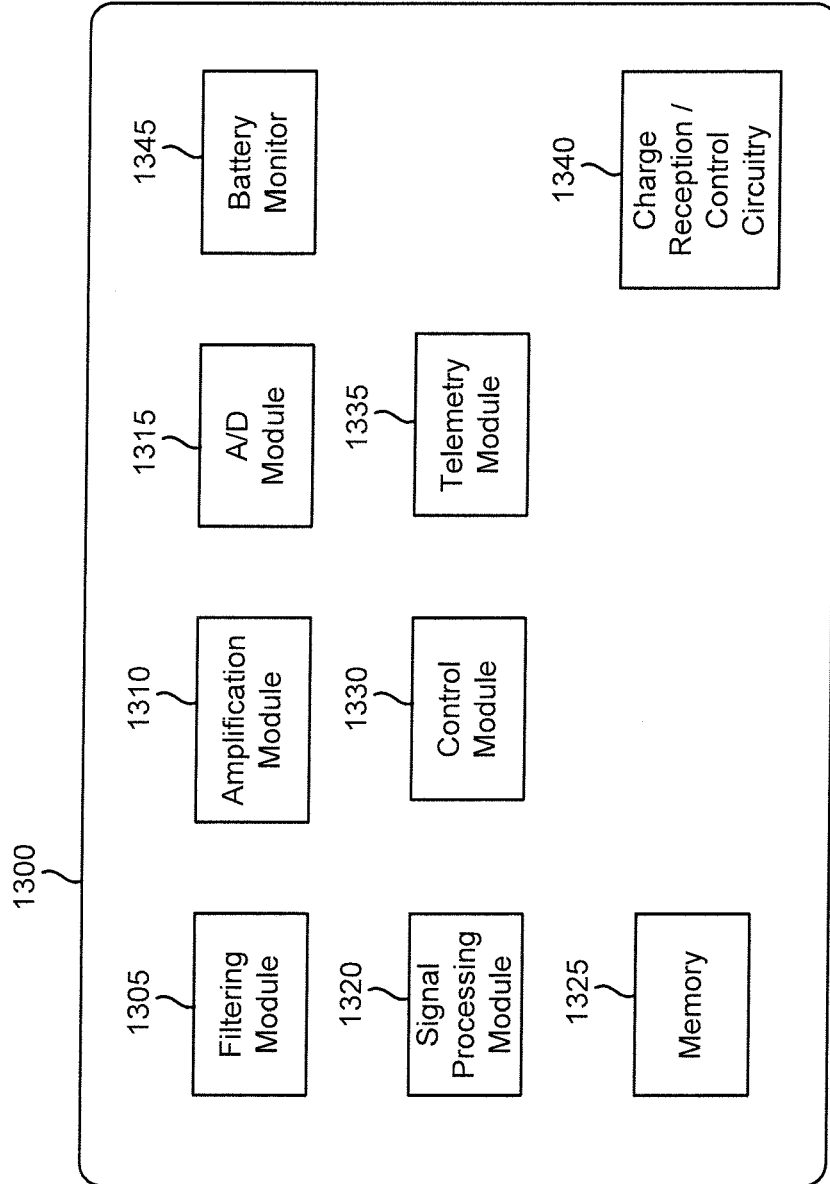 1300
1305
Filtering
Module
1310
Amplification
Module
1315
A/D
Module
1345
Battery
Monitor
1320
Signal
Processing
Module
1330
Control
Module
1335
Telemetry
Module
1325
Memory
1340
Charge
Reception /
Control
Circuitry